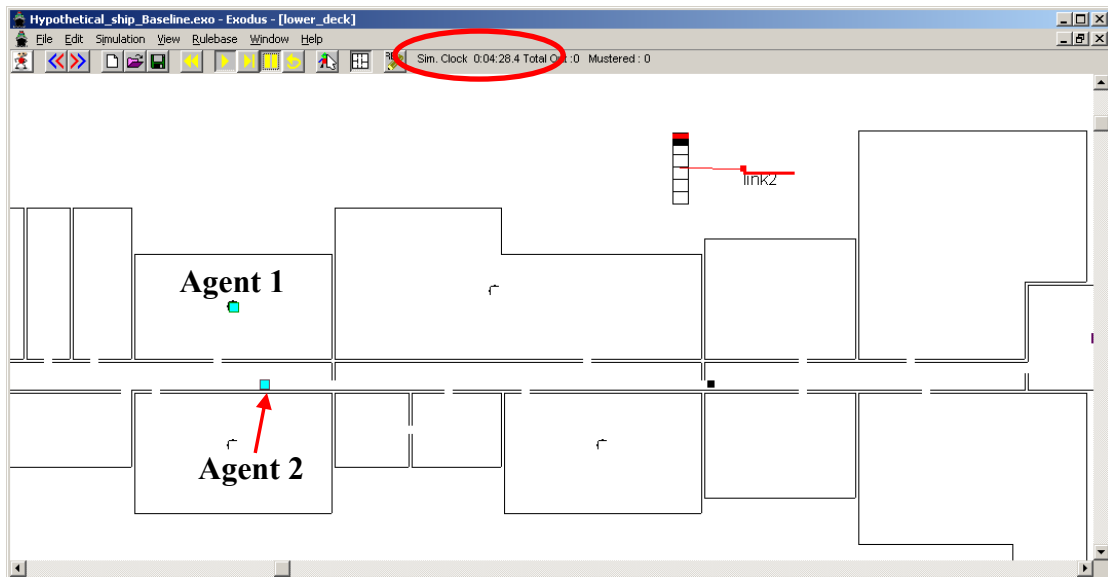 Hypothetical_ship_Baseline.exo - Exodus - [lower_deck]
File Edit Simulation View Rulebase Window Help
Sim. Clock 0:04:28.4 Total Out :0 Mustered : 0
link2
Agent 1
Agent 2